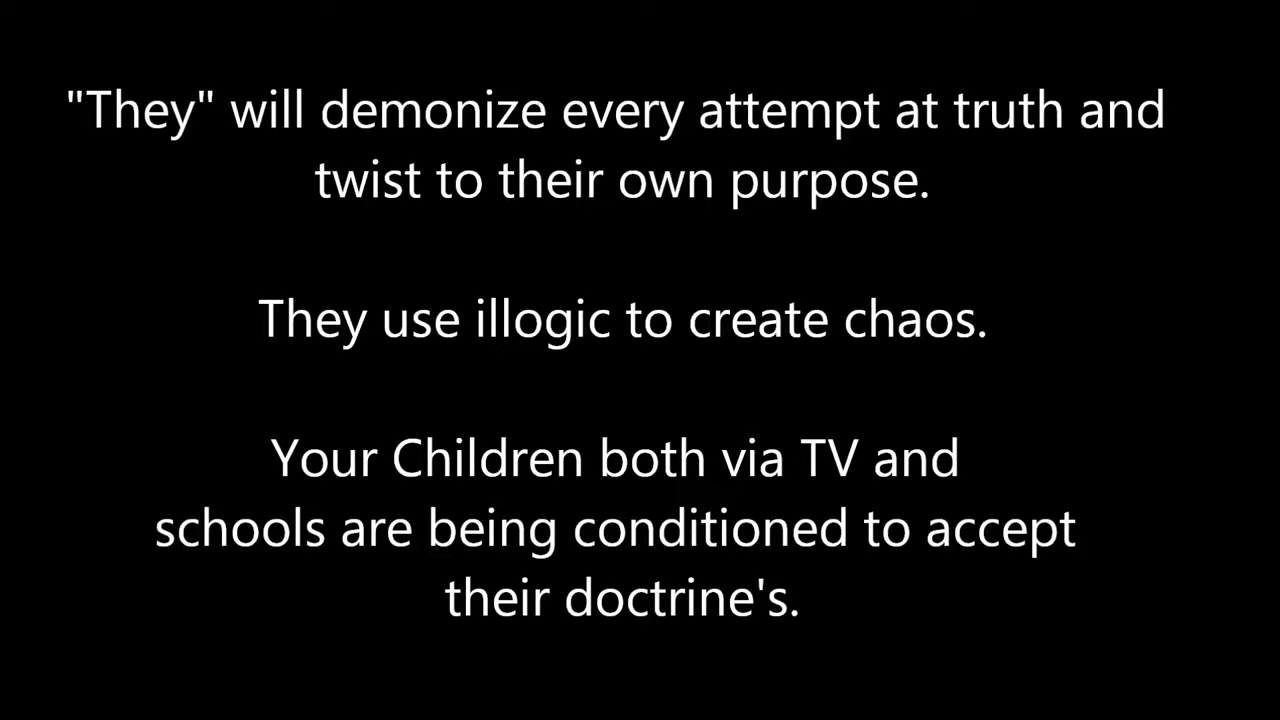 "They" will demonize every attempt at truth and
twist to their own purpose.
They use illogic to create chaos.
Your Children both via TV and
schools are being conditioned to accept
their doctrine's.